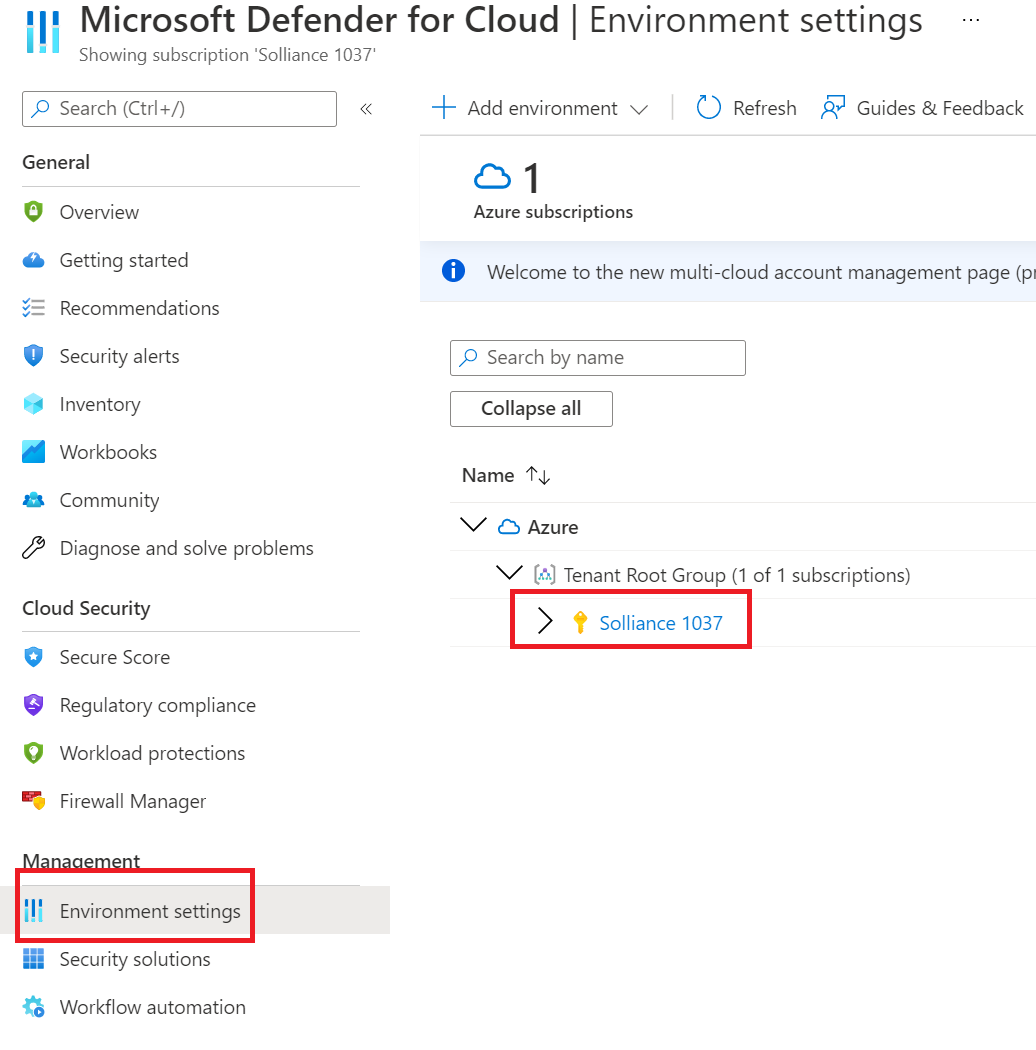 Microsoft Defender for Cloud | Environment settings ...
Showing subscription 'Solliance 1037'
Search (Ctrl+/)
«
General
Overview
Getting started
Recommendations
Security alerts
Inventory
Workbooks
Community
Diagnose and solve problems
Cloud Security
Secure Score
Regulatory compliance
Workload protections
Firewall Manager
Management
Environment settings
Security solutions
Workflow automation
Add environment
Refresh
Guides & Feedback
1
Azure subscriptions
Welcome to the new multi-cloud account management page (pr
Search by name
Collapse all
Name
Azure
Tenant Root Group (1 of 1 subscriptions)
Solliance 1037